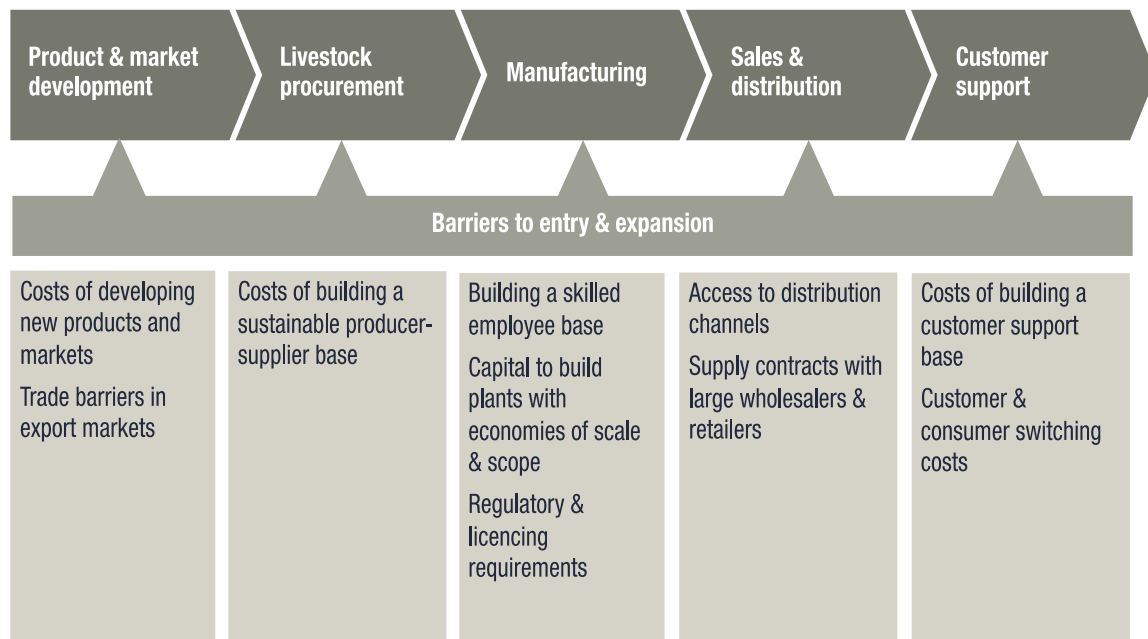 Product & market
development
Livestock
procurement
Manufacturing
Sales &
distribution
Customer
support
Barriers to entry & expansion
Costs of developing
new products and
markets
Trade barriers in
export markets
Costs of building a
sustainable producer-
supplier base
Building a skilled
employee base
Capital to build
plants with
economies of scale
& scope
Regulatory &
licencing
requirements
Access to distribution
channels
Supply contracts with
large wholesalers &
retailers
Costs of building a
customer support
base
Customer &
consumer switching
costs